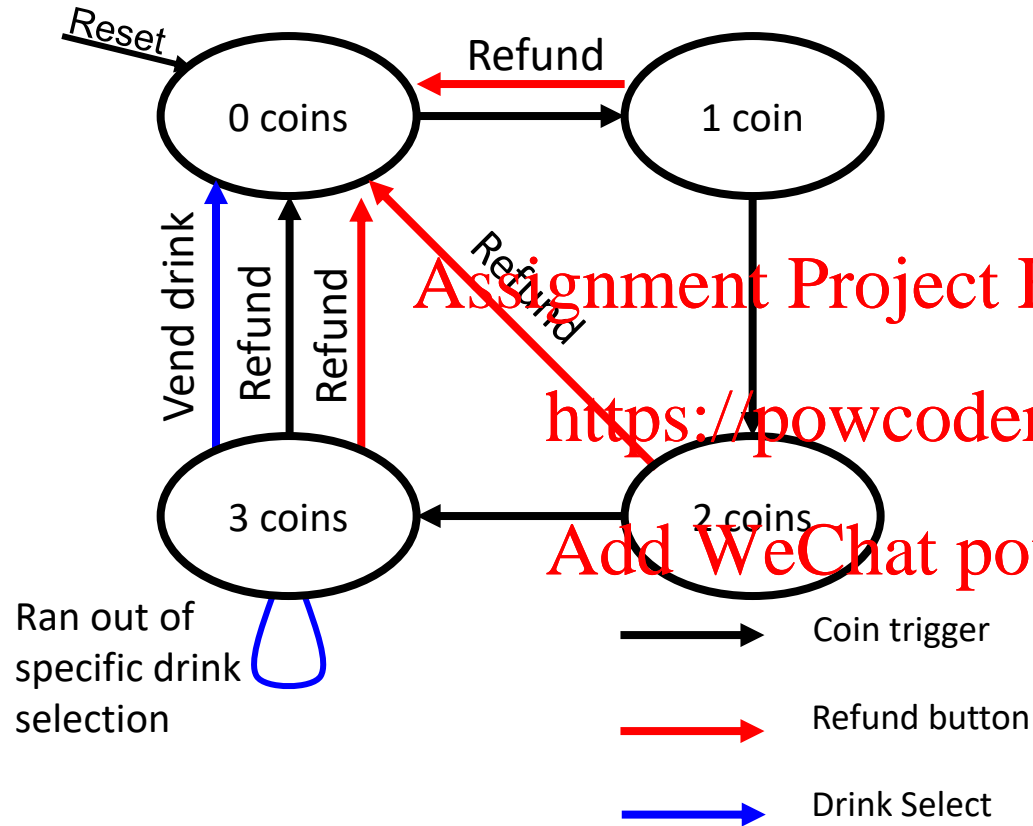 Reset
Refund
0 coins
1 coin
Vend drink
Refund
Refund
Refund
Assignment Project
https://powcoder
3 coins
2 coins
Add WeChat po
Ran out of
specific drink
selection
Coin trigger
Refund button
Drink Select